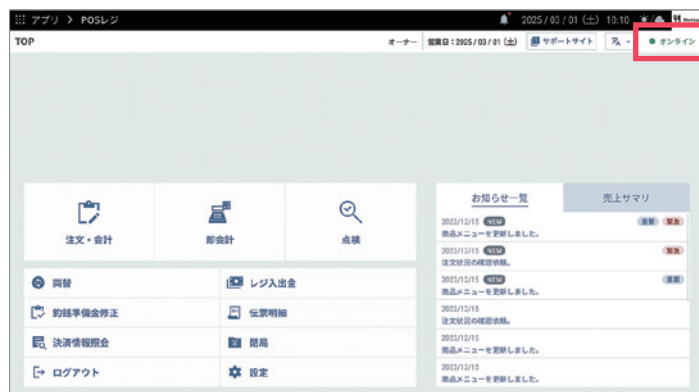 アプリ > POSレジ
2025/03/01 (土) 10:10
TOP
オーナー
営業日：2025/03/01 (土)
サポートサイト
オンライン
注文・会計
即会計
点検
両替
レジ入出金
釣銭準備金修正
伝票明細
決済情報照会
閉局
ログアウト
設定
お知らせ一覧
売上サマリ
2023/12/15 NEW 重要 緊急
商品メニューを更新しました。
2023/12/15 NEW 緊急
注文状況の確認依頼。
2023/12/15 NEW 重要
商品メニューを更新しました。
2023/12/15
注文状況の確認依頼。
2023/12/15
商品メニューを更新しました。
2023/12/15
商品メニューを更新しました。